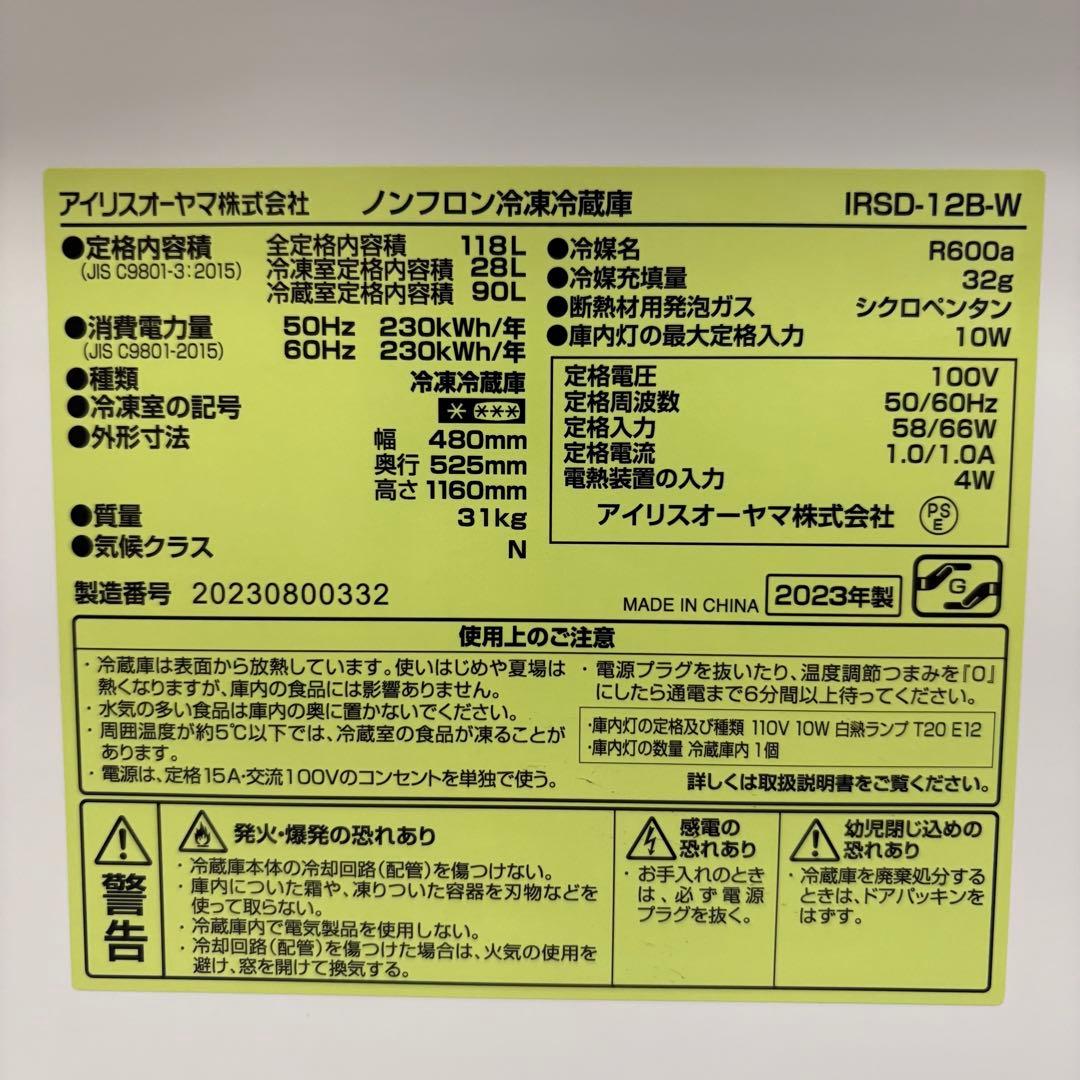 アイリスオーヤマ株式会社 ノンフロン冷凍冷蔵庫 IRSD-12B-W
●定格内容積 全定格内容積 118L
(JIS C9801-3:2015) 冷凍室定格内容積 28L
冷蔵室定格内容積 90L
●消費電力量 50Hz 230kWh/年
(JIS C9801-2015) 60Hz 230kWh/年
●種類 冷凍冷蔵庫
●冷凍室の記号 * ***
●外形寸法 幅 480mm
奥行 525mm
高さ 1160mm
●質量 31kg
●気候クラス N
●冷媒名 R600a
●冷媒充填量 32g
●断熱材用発泡ガス シクロペンタン
●庫内灯の最大定格入力 10W
定格電圧 100V
定格周波数 50/60Hz
定格入力 58/66W
定格電流 1.0/1.0A
電熱装置の入力 4W
アイリスオーヤマ株式会社 PSE
製造番号 20230800332
MADE IN CHINA 2023年製 G
使用上のご注意
・冷蔵庫は表面から放熱しています。使いはじめや夏場は
熱くなりますが、庫内の食品には影響ありません。
・水気の多い食品は庫内の奥に置かないでください。
・周囲温度が約5℃以下では、冷蔵室の食品が凍ることが
あります。
・電源は、定格15A・交流100Vのコンセントを単独で使う。
・電源プラグを抜いたり、温度調節つまみを『0』
にしたら通電まで6分間以上待ってください。
・庫内灯の定格及び種類 110V 10W 白熱ランプ T20 E12
・庫内灯の数量 冷蔵庫内1個
詳しくは取扱説明書をご覧ください。
警告
発火・爆発の恐れあり
・冷蔵庫本体の冷却回路(配管)を傷つけない。
・庫内についた霜や、凍りついた容器を刃物などを
使って取らない。
・冷蔵庫内で電気製品を使用しない。
・冷却回路(配管)を傷つけた場合は、火気の使用を
避け、窓を開けて換気する。
感電の
恐れあり
・お手入れのとき
は、必ず電源
プラグを抜く。
幼児閉じ込めの
恐れあり
・冷蔵庫を廃棄処分する
ときは、ドアパッキンを
はずす。